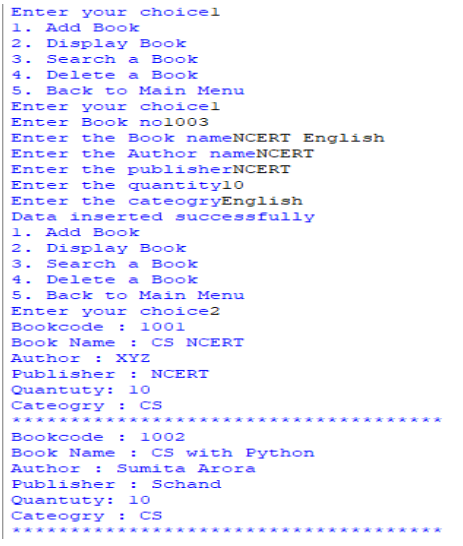 Enter your choice1
1. Add Book
2. Display Book
3. Search a Book
4. Delete a Book
5. Back to Main Menu
Enter your choice1
Enter Book no1003
Enter the Book nameNCERT English
Enter the Author nameNCERT
Enter the publisherNCERT
Enter the quantity10
Enter the cateogryEnglish
Data inserted successfully
1. Add Book
2. Display Book
3. Search a Book
4. Delete a Book
5. Back to Main Menu
Enter your choice2
Bookcode : 1001
Book Name : CS NCERT
Author : XYZ
Publisher : NCERT
Quantuty: 10
Cateogry : CS
*************************************
Bookcode : 1002
Book Name : CS with Python
Author : Sumita Arora
Publisher : Schand
Quantuty: 10
Cateogry : CS
*************************************